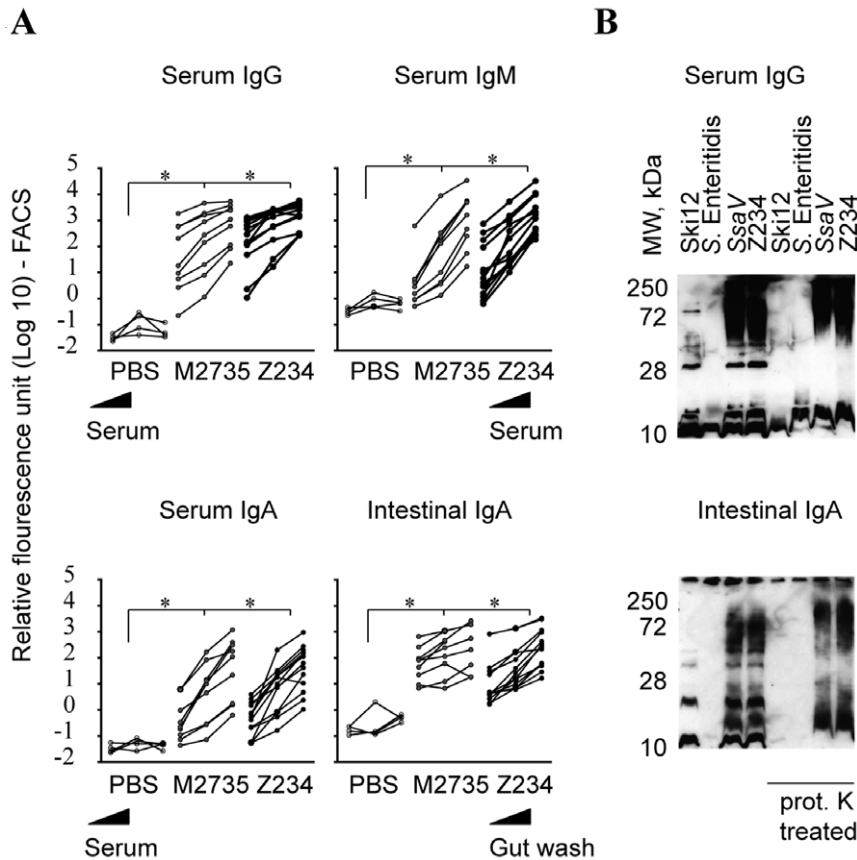 A
B
Serum IgG
Serum IgM
Serum IgG
Relative flourescence unit (Log 10) - FACS
MW, kDa
Ski12
S. Enteritidis
SsaV
Z234
Ski12
S. Enteritidis
SsaV
Z234
5
4
3
2
1
0
-1
-2
* *
* *
PBS M2735 Z234
PBS M2735 Z234
Serum
Serum
250
72
28
10
Serum IgA
Intestinal IgA
Intestinal IgA
5
4
3
2
1
0
-1
-2
* *
* *
PBS M2735 Z234
PBS M2735 Z234
Serum
Gut wash
250
72
28
10
prot. K
treated